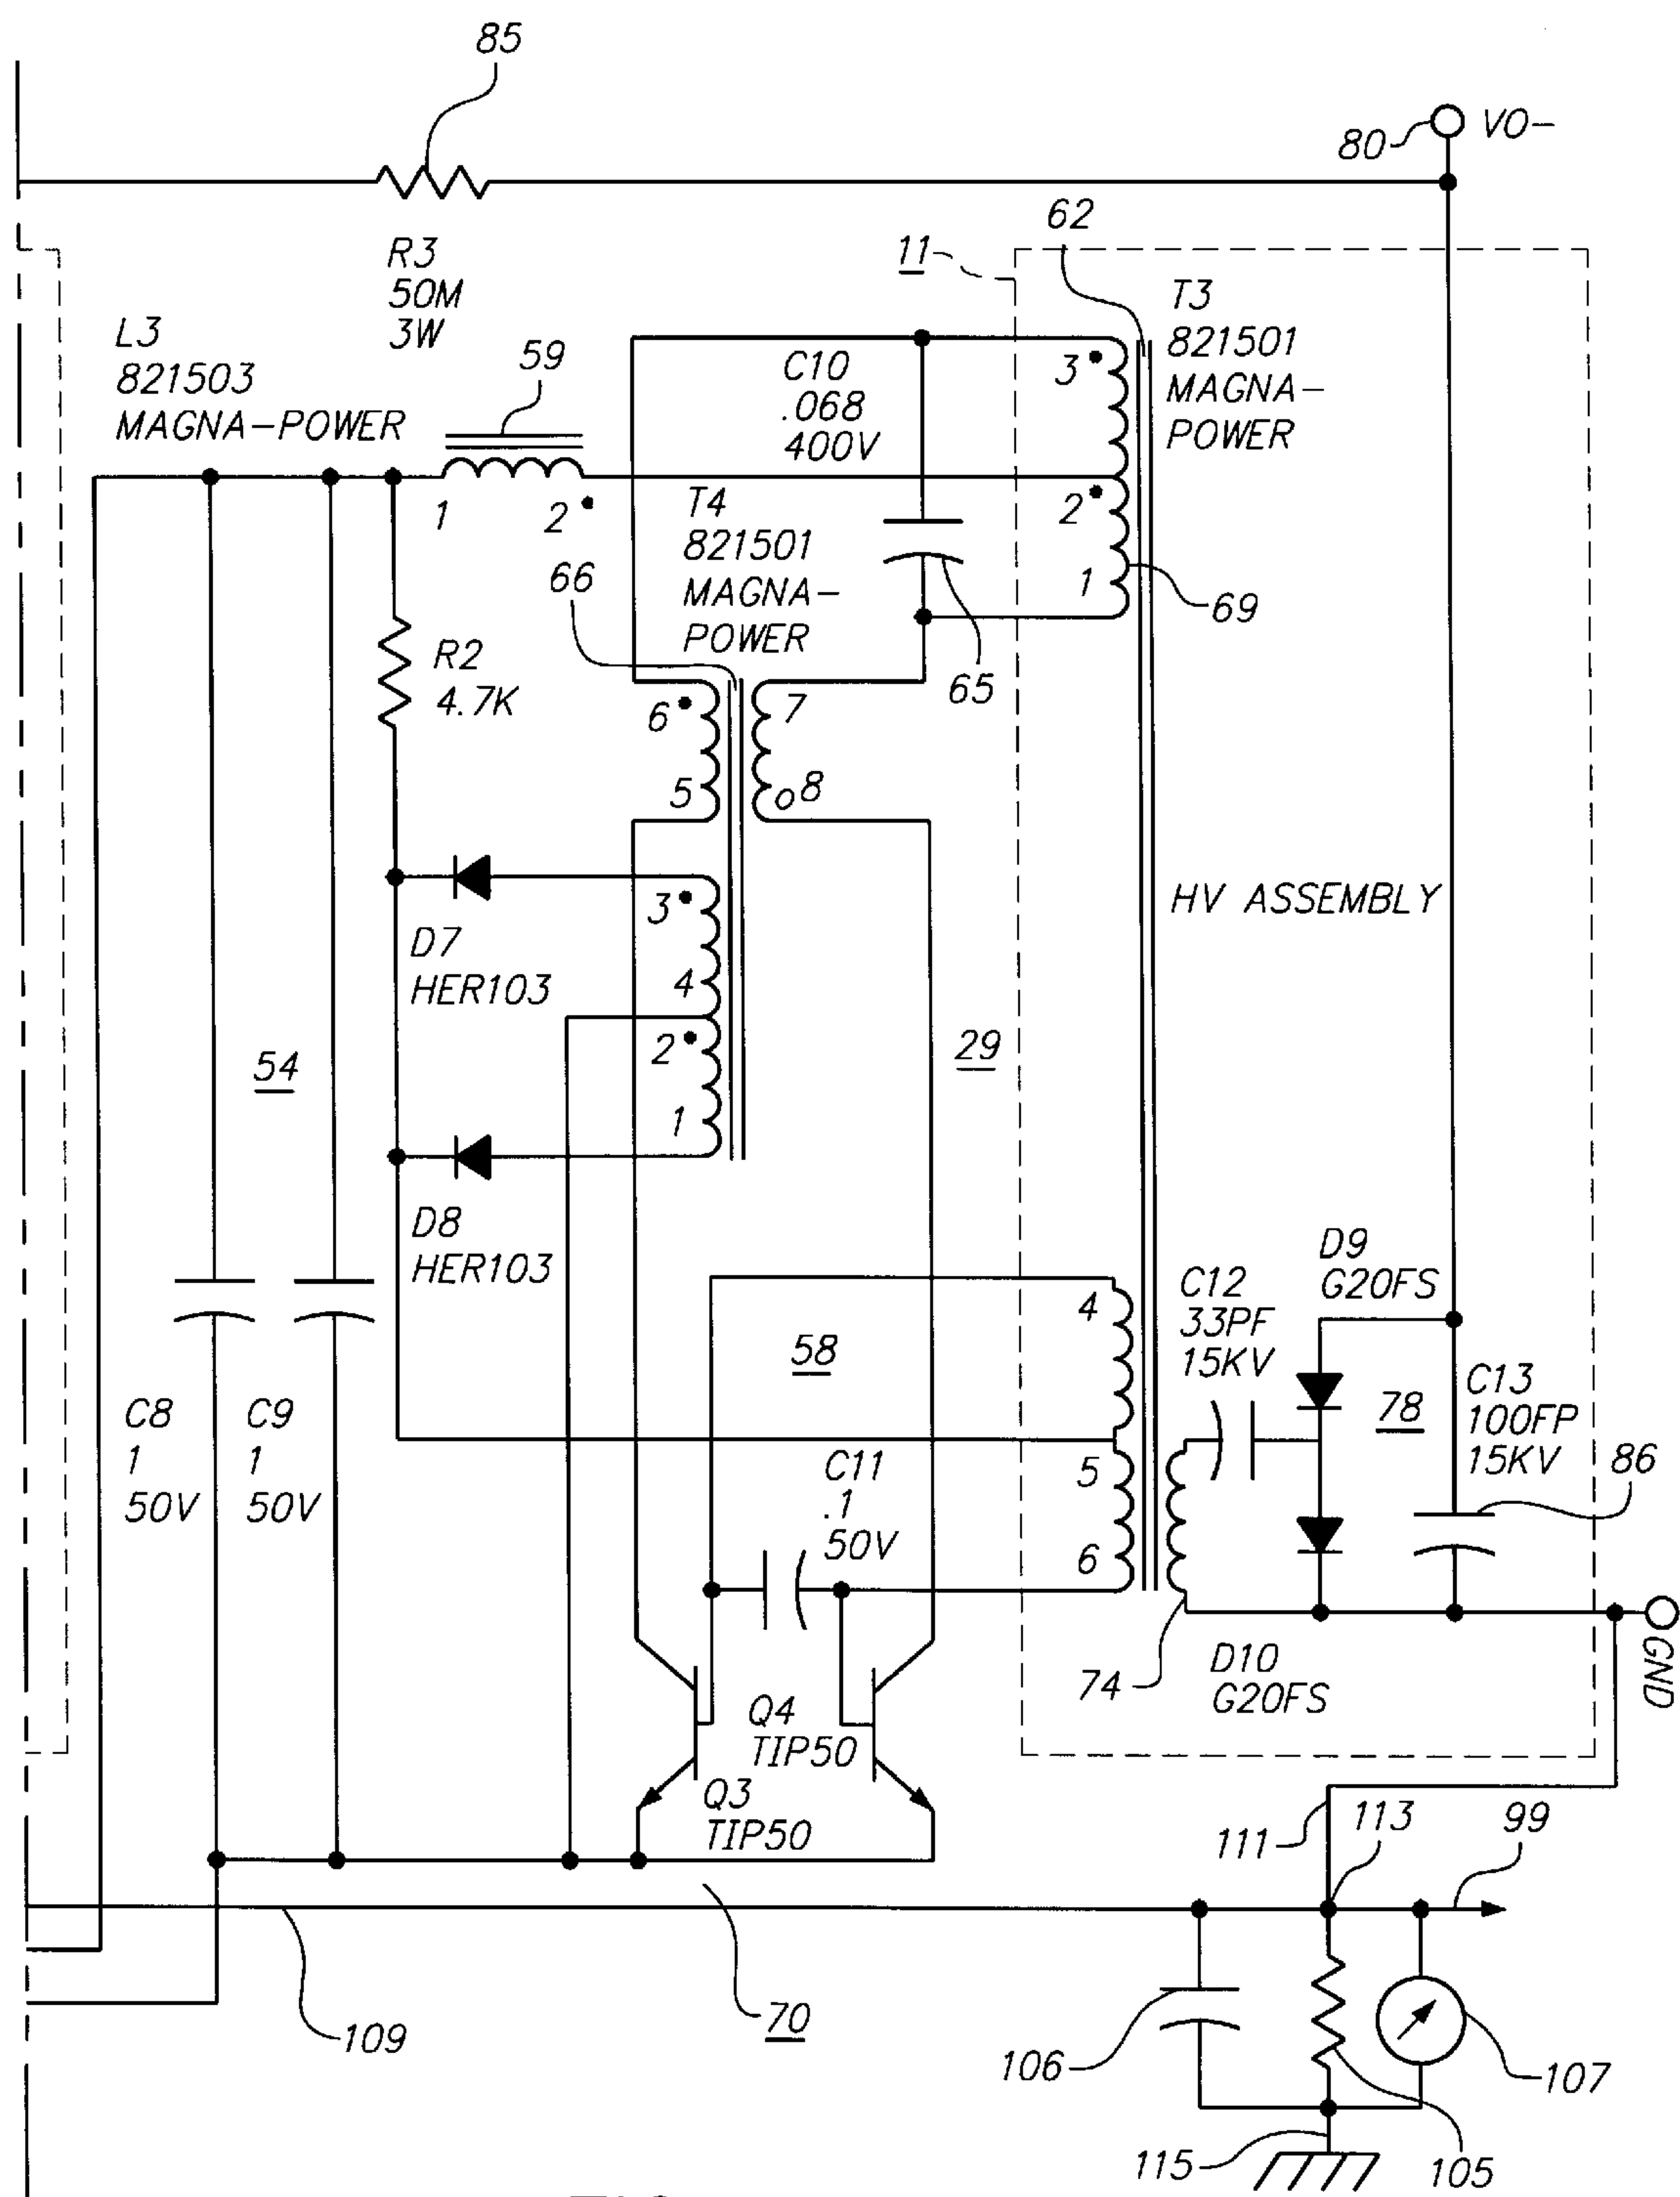 85
80
VO-
62
11
R3
50M
3W
T3
821501
MAGNA-
POWER
L3
821503
MAGNA-POWER
59
C10
.068
400V
3
1
2
2
T4
821501
MAGNA-
POWER
1
69
66
R2
4.7K
65
6
7
5
8
3
D7
HER103
4
HV ASSEMBLY
54
2
29
1
D8
HER103
D9
G20FS
C12
33PF
15KV
4
58
C13
100FP
15KV
78
C8
1
50V
C9
1
50V
C11
.1
50V
5
86
6
74
D10
G20FS
GND
Q4
TIP50
Q3
TIP50
111
113
99
109
70
106
107
115
105